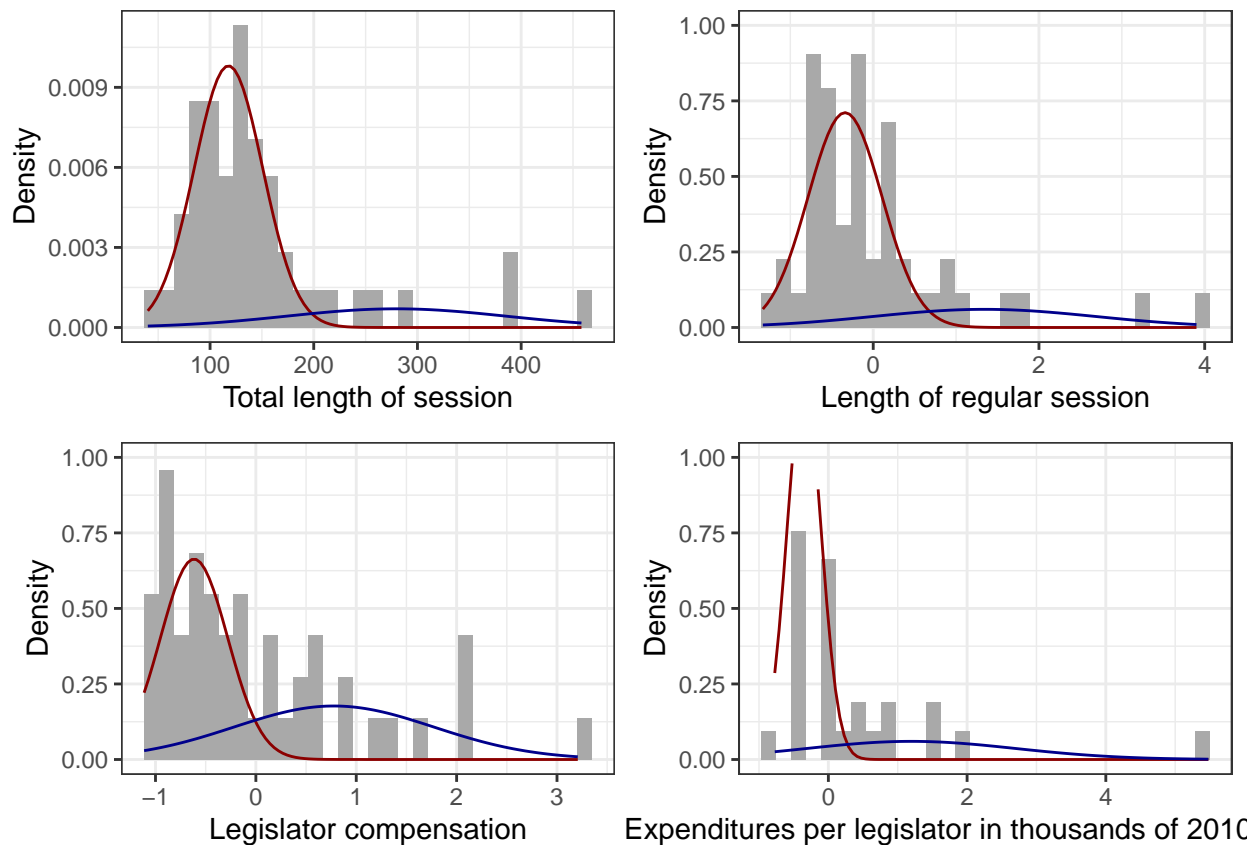 Density
0.009
0.006
0.003
0.000
100 200 300 400
Total length of session
Density
1.00
0.75
0.50
0.25
0.00
0 2 4
Length of regular session
Density
1.00
0.75
0.50
0.25
0.00
−1 0 1 2 3
Legislator compensation
Density
1.00
0.75
0.50
0.25
0.00
0 2 4
Expenditures per legislator in thousands of 2010